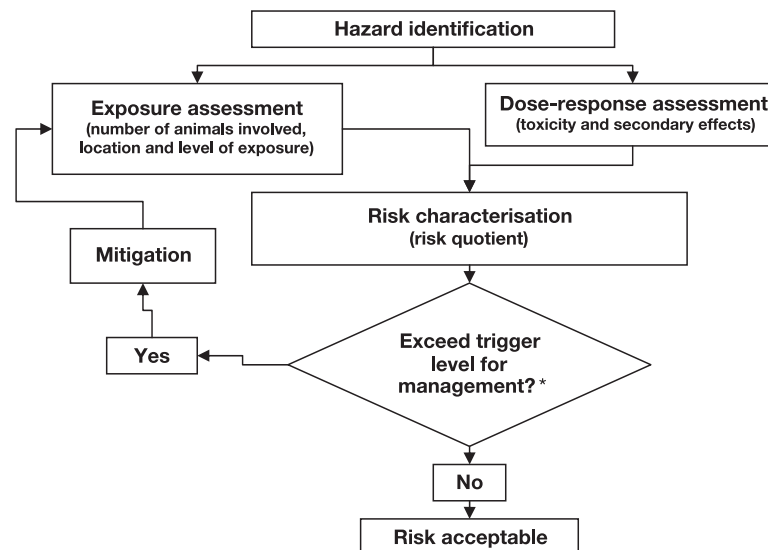 Hazard identification
Exposure assessment
(number of animals involved,
location and level of exposure)
Dose-response assessment
(toxicity and secondary effects)
Risk characterisation
(risk quotient)
Mitigation
Exceed trigger
level for
management? *
Yes
No
Risk acceptable